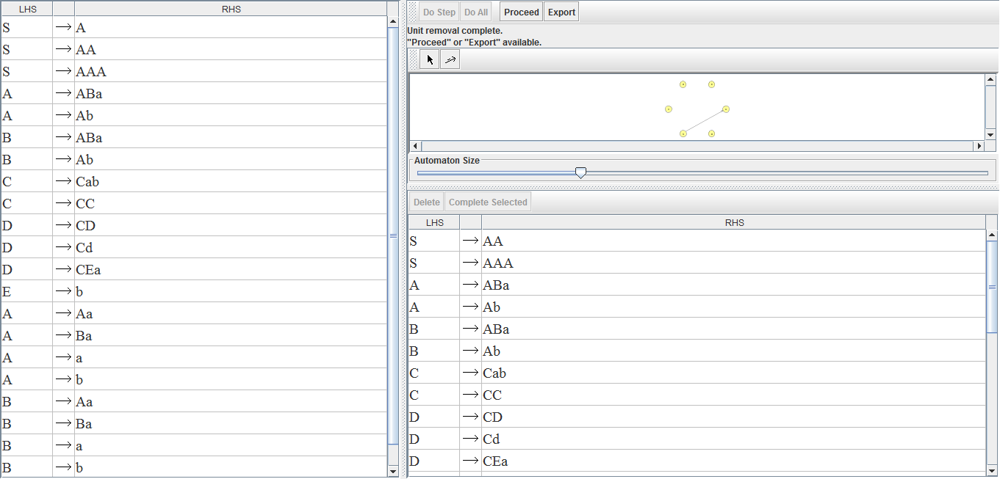 LHS RHS
S → A
S → AA
S → AAA
A → ABa
A → Ab
B → ABa
B → Ab
C → Cab
C → CC
D → CD
D → Cd
D → CEa
E → b
A → Aa
A → Ba
A → a
A → b
B → Aa
B → Ba
B → a
B → b
Do Step Do All Proceed Export
Unit removal complete.
"Proceed" or "Export" available.
Automaton Size
Delete Complete Selected
LHS RHS
S → AA
S → AAA
A → ABa
A → Ab
B → ABa
B → Ab
C → Cab
C → CC
D → CD
D → Cd
D → CEa